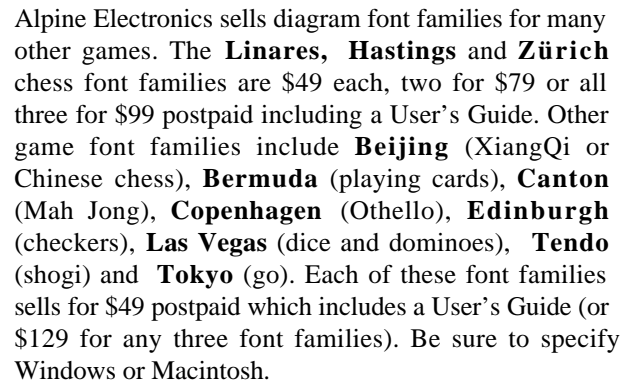 Alpine Electronics sells diagram font families for many
other games. The Linares, Hastings and Zürich
chess font families are $49 each, two for $79 or all
three for $99 postpaid including a User's Guide. Other
game font families include Beijing (XiangQi or
Chinese chess), Bermuda (playing cards), Canton
(Mah Jong), Copenhagen (Othello), Edinburgh
(checkers), Las Vegas (dice and dominoes), Tendo
(shogi) and Tokyo (go). Each of these font families
sells for $49 postpaid which includes a User's Guide (or
$129 for any three font families). Be sure to specify
Windows or Macintosh.